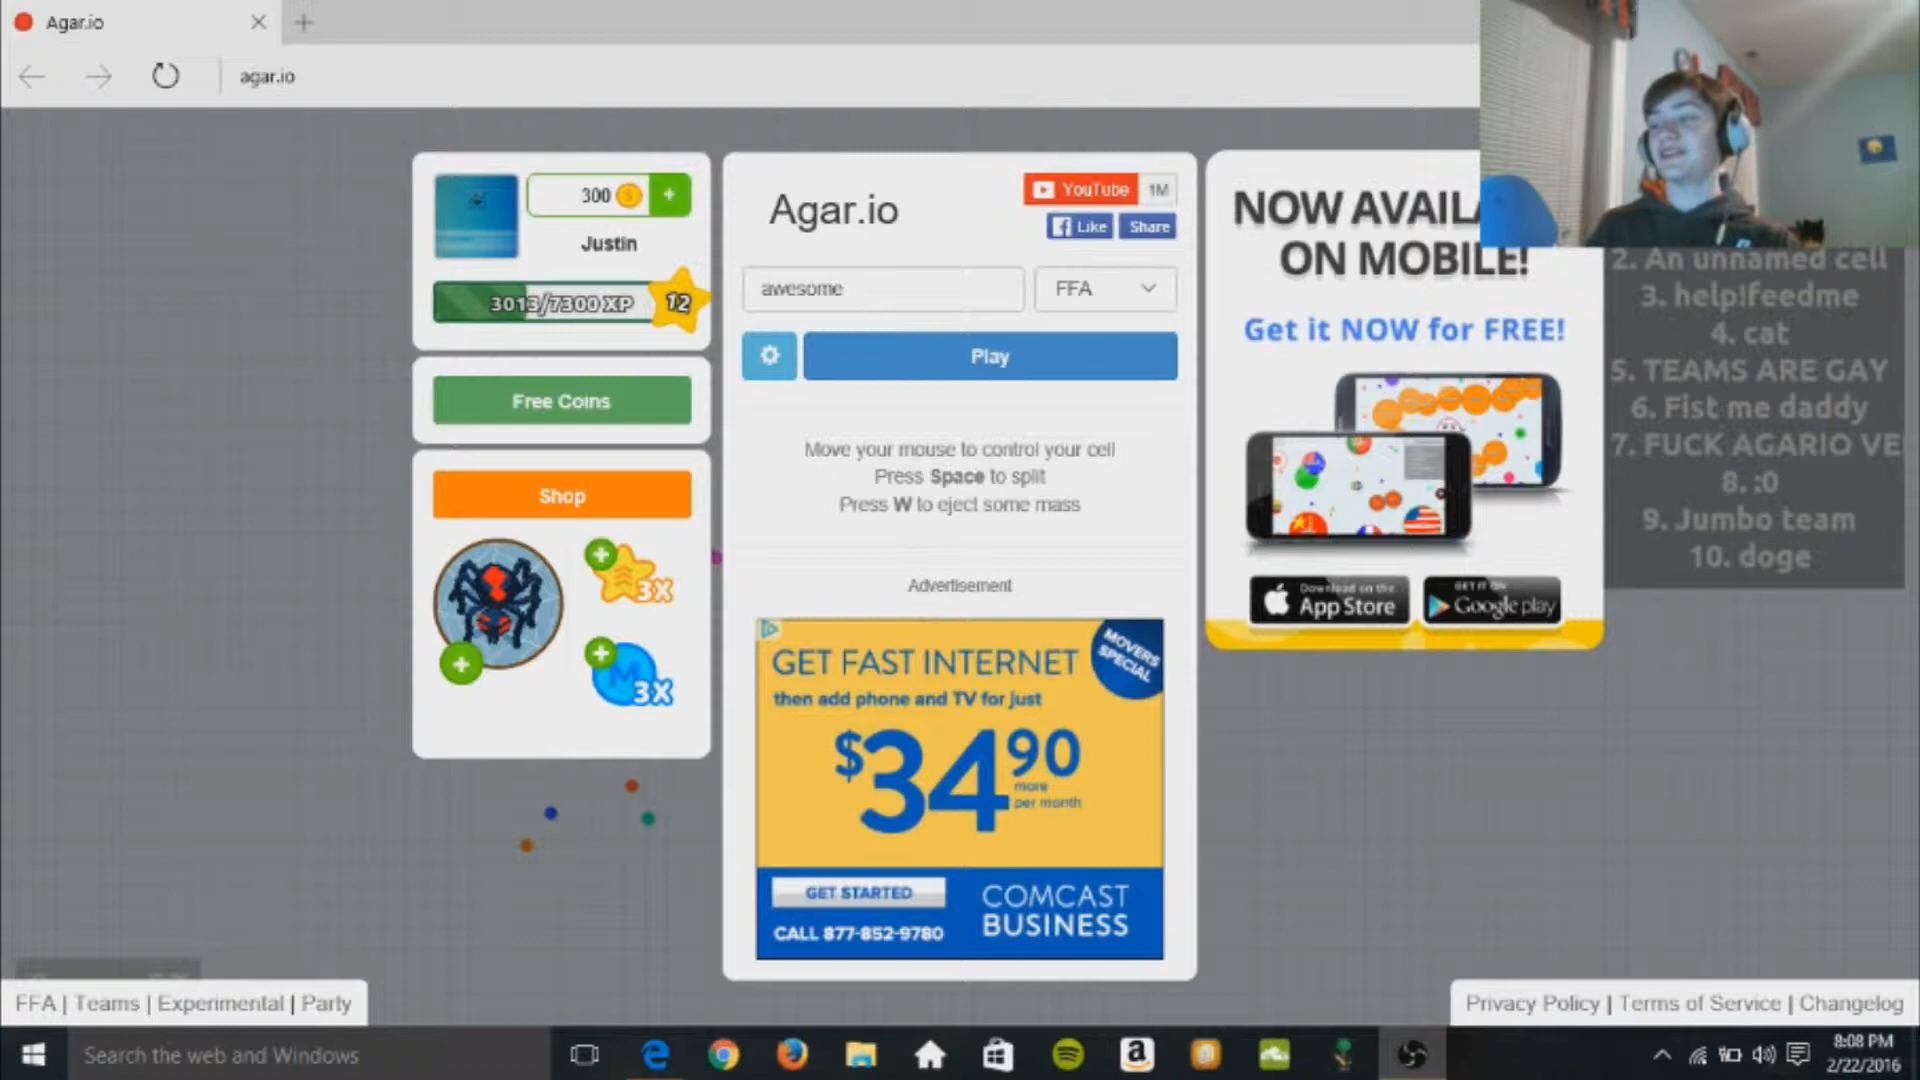 Agar.io
agar.io
300
Justin
3013/7300 XP
12
Free Coins
Shop
3X
M
3X
Agar.io
YouTube 1M
Like Share
awesome
FFA
Play
Move your mouse to control your cell
Press Space to split
Press W to eject some mass
Advertisement
GET FAST INTERNET
then add phone and TV for just
$34 90
more
per month
MOVERS
SPECIAL
GET STARTED
CALL 877-852-9780
COMCAST
BUSINESS
ON MOBILE!
Get it NOW for FREE!
Download on the
App Store
GET IT ON
Google play
2. An unnamed cell
3. help!feedme
4. cat
5. TEAMS ARE GAY
6. Fist me daddy
7. FUCK AGARIO VE
8. :0
9. Jumbo team
10. doge
FFA | Teams | Experimental | Party
Privacy Policy | Terms of Service | Changelog
Search the web and Windows
8:08 PM
2/22/2016